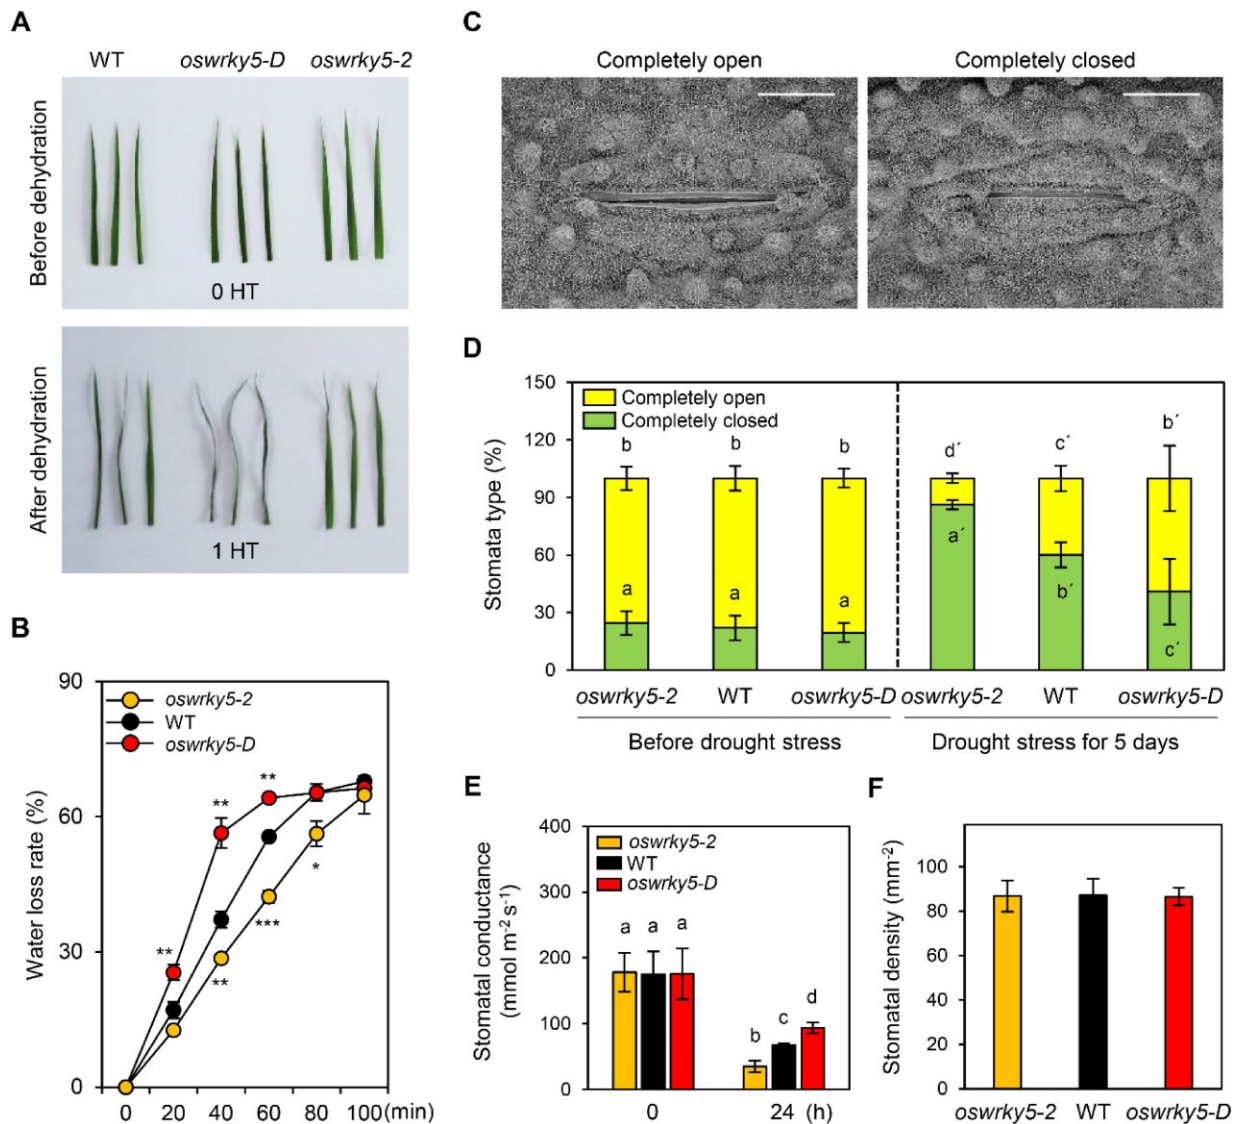 A
WT oswrky5-D oswrky5-2
Before dehydration
0 HT
After dehydration
1 HT
B
Water loss rate (%)
90
60
30
0
oswrky5-2
WT
oswrky5-D
**
**
**
**
***
*
0 20 40 60 80 100(min)
C
Completely open Completely closed
D
Stomata type (%)
150
120
90
60
30
0
Completely open
Completely closed
b b b d´ c´ b´
a a a a´ b´ c´
oswrky5-2 WT oswrky5-D oswrky5-2 WT oswrky5-D
Before drought stress Drought stress for 5 days
E
Stomatal conductance
(mmol m⁻² s⁻¹)
400
300
200
100
0
oswrky5-2
WT
oswrky5-D
a a a b c d
0 24 (h)
F
Stomatal density (mm⁻²)
100
80
60
40
20
0
oswrky5-2 WT oswrky5-D